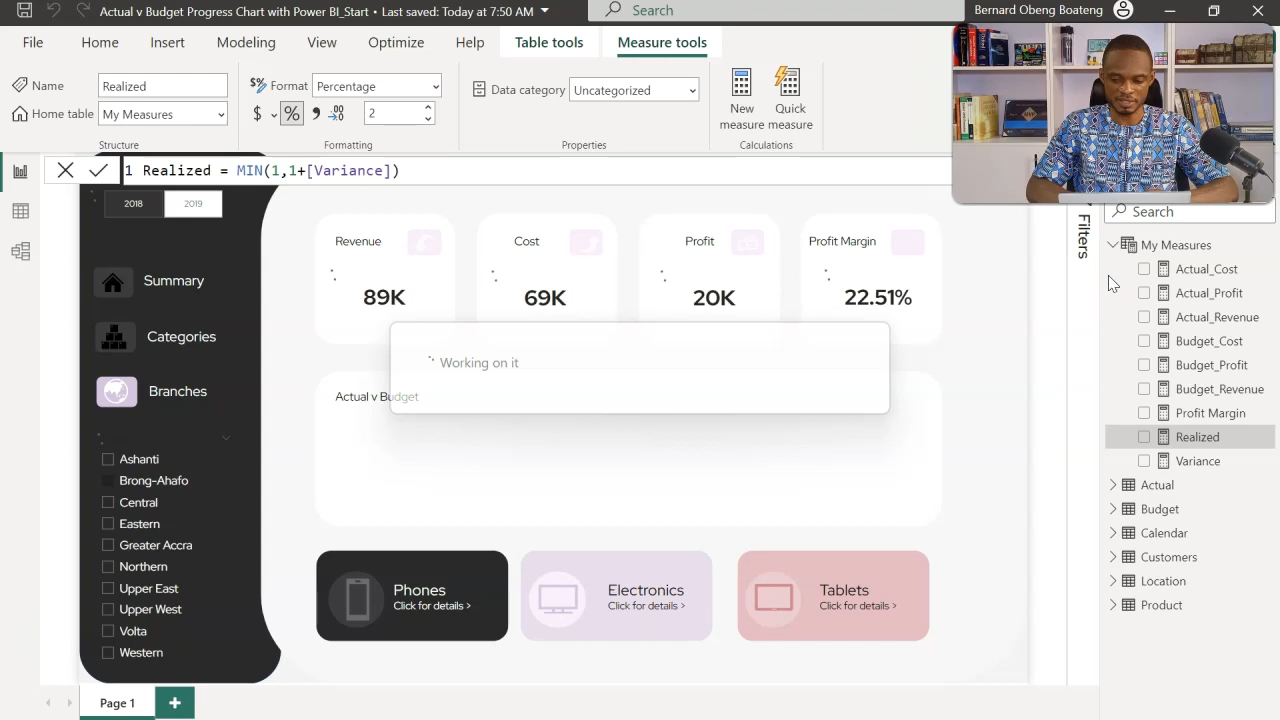 Actual v Budget Progress Chart with Power BI_Start • Last saved: Today at 7:50 AM
Search
Bernard Obeng Boateng
File
Home
Insert
Modeling
View
Optimize
Help
Table tools
Measure tools
Name
Realized
Home table
My Measures
Structure
$% Format
Percentage
$
%
,
.00
2
Formatting
Data category
Uncategorized
Properties
New
measure
Quick
measure
Calculations
1 Realized = MIN(1,1+[Variance])
2018
2019
Summary
Categories
Branches
Ashanti
Brong-Ahafo
Central
Eastern
Greater Accra
Northern
Upper East
Upper West
Volta
Western
Revenue
89K
Cost
69K
Profit
20K
Profit Margin
22.51%
Working on it
Actual v Budget
Phones
Click for details >
Electronics
Click for details >
Tablets
Click for details >
Filters
Search
My Measures
Actual_Cost
Actual_Profit
Actual_Revenue
Budget_Cost
Budget_Profit
Budget_Revenue
Profit Margin
Realized
Variance
Actual
Budget
Calendar
Customers
Location
Product
Page 1